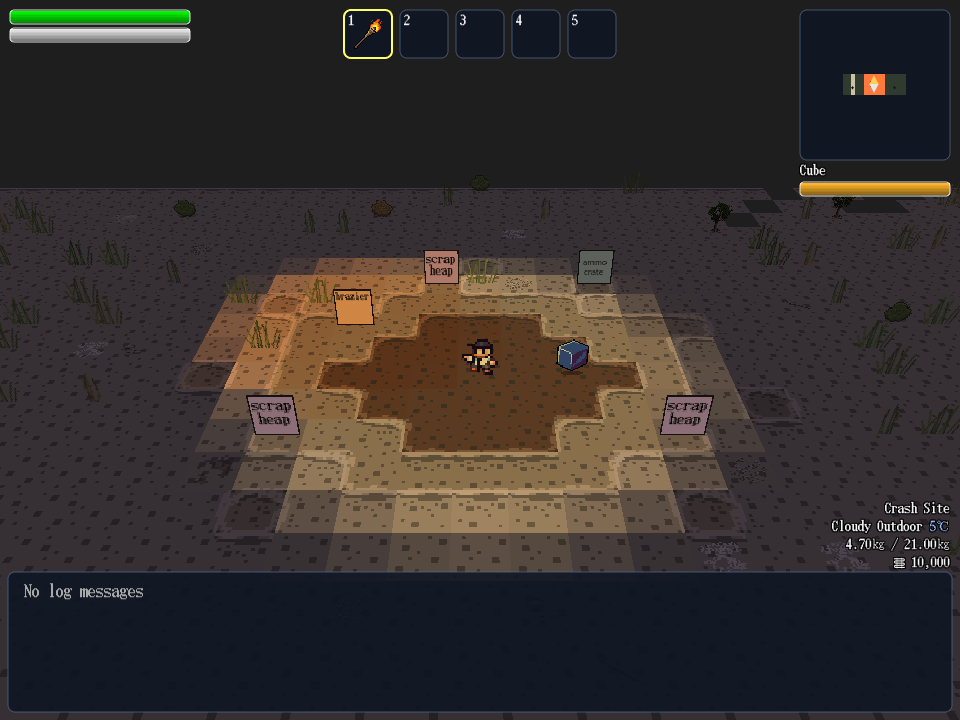 1
2
3
4
5
Cube
scrap
heap
ammo
crate
brazier
scrap
heap
scrap
heap
Crash Site
Cloudy Outdoor 5℃
4.70kg / 21.00kg
10,000
No log messages